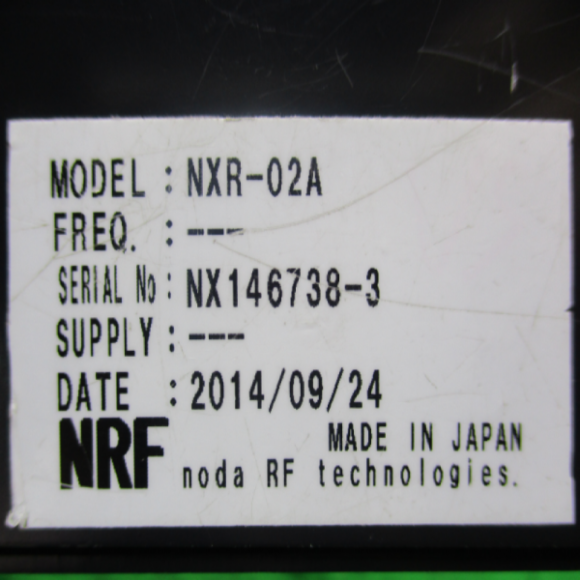 MODEL : NXR-02A
FREQ. : ---
SERIAL No : NX146738-3
SUPPLY : ---
DATE : 2014/09/24
MADE IN JAPAN
NRF noda RF technologies.